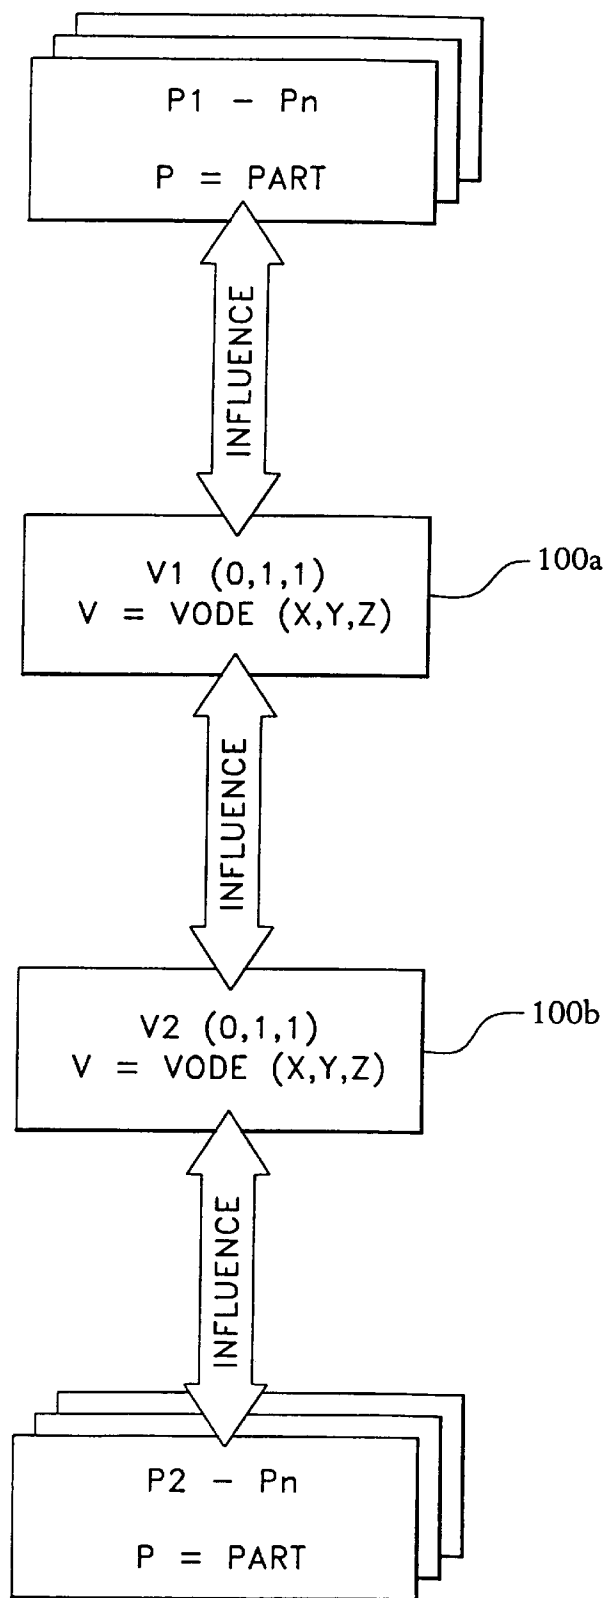 P1 - Pn
P = PART
INFLUENCE
V1 (0,1,1)
V = VODE (X,Y,Z)
100a
INFLUENCE
V2 (0,1,1)
V = VODE (X,Y,Z)
100b
INFLUENCE
P2 - Pn
P = PART